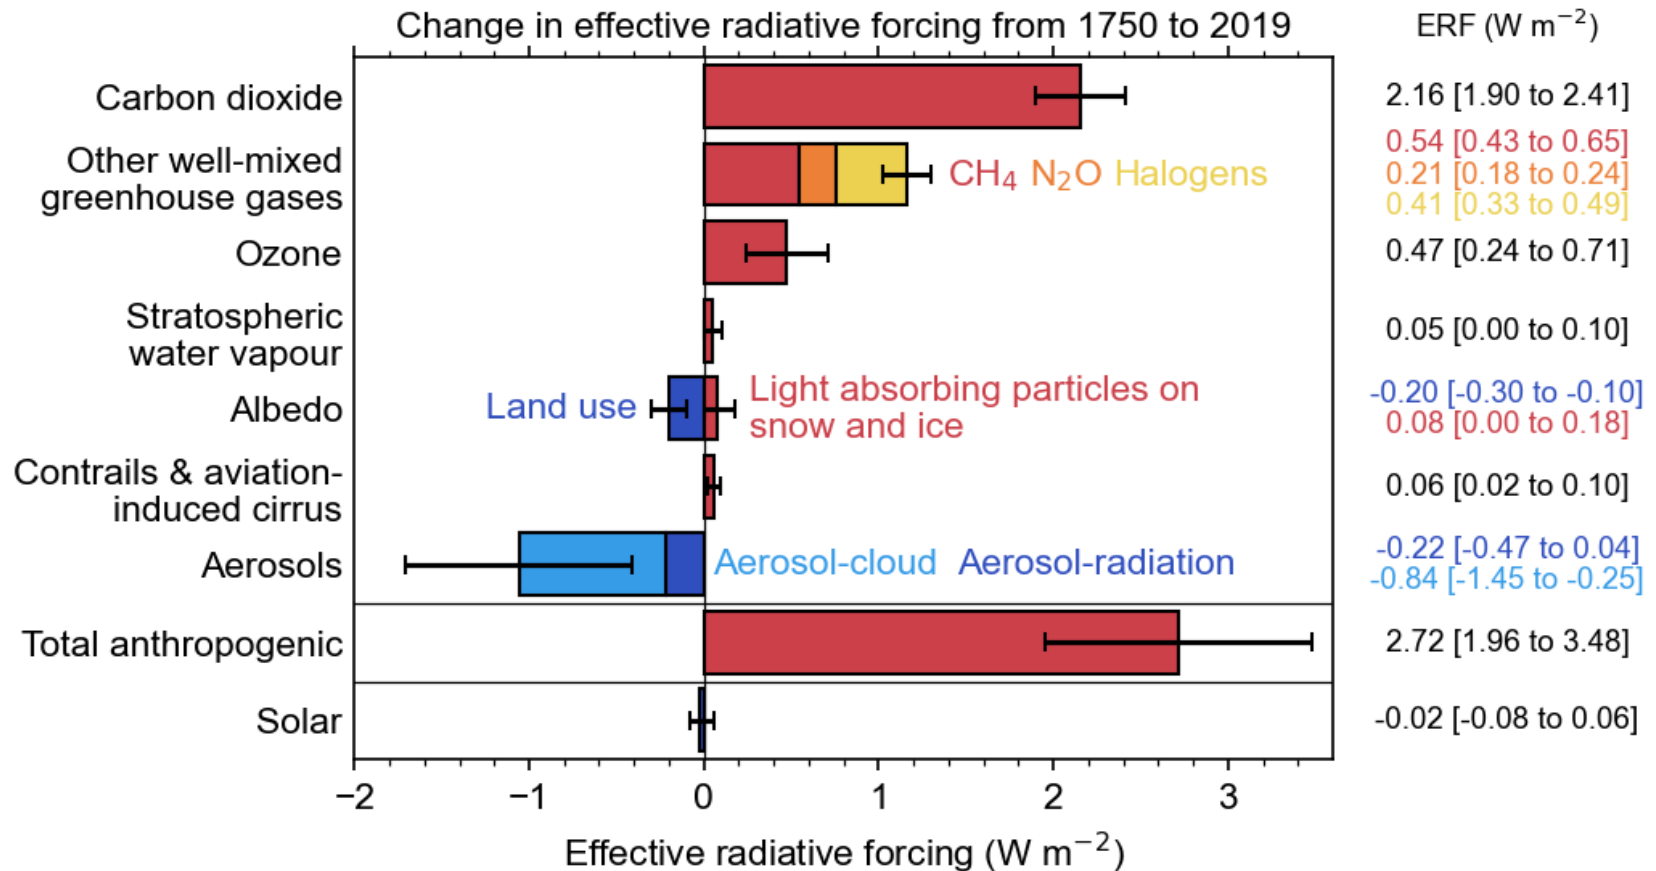 Change in effective radiative forcing from 1750 to 2019
ERF (W m⁻²)
Carbon dioxide
2.16 [1.90 to 2.41]
Other well-mixed
greenhouse gases
CH₄ N₂O Halogens
0.54 [0.43 to 0.65]
0.21 [0.18 to 0.24]
0.41 [0.33 to 0.49]
Ozone
0.47 [0.24 to 0.71]
Stratospheric
water vapour
0.05 [0.00 to 0.10]
Albedo
Land use
Light absorbing particles on
snow and ice
-0.20 [-0.30 to -0.10]
0.08 [0.00 to 0.18]
Contrails & aviation-
induced cirrus
0.06 [0.02 to 0.10]
Aerosols
Aerosol-cloud Aerosol-radiation
-0.22 [-0.47 to 0.04]
-0.84 [-1.45 to -0.25]
Total anthropogenic
2.72 [1.96 to 3.48]
Solar
-0.02 [-0.08 to 0.06]
−2 −1 0 1 2 3
Effective radiative forcing (W m⁻²)